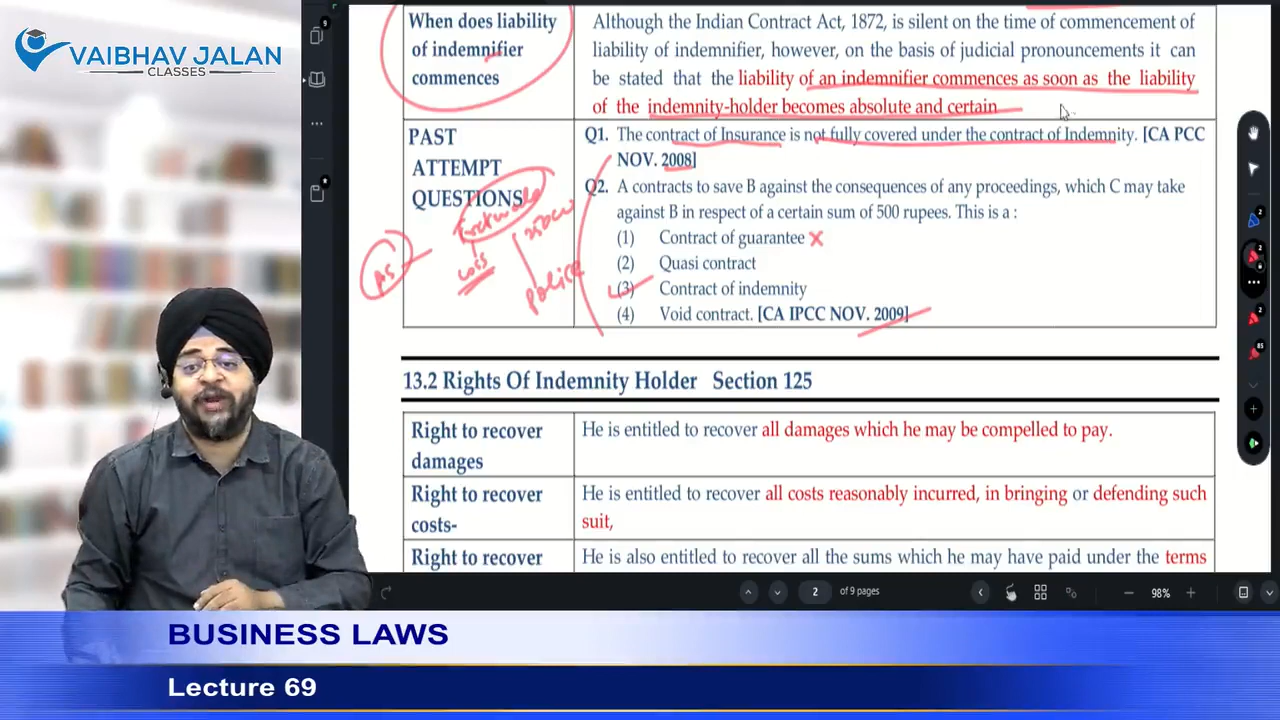 VAIBHAV JALAN
CLASSES
When does liability
of indemnifier
commences
Although the Indian Contract Act, 1872, is silent on the time of commencement of
liability of indemnifier, however, on the basis of judicial pronouncements it can
be stated that the liability of an indemnifier commences as soon as the liability
of the indemnity-holder becomes absolute and certain
PAST
ATTEMPT
QUESTIONS
Loss
police
Q1. The contract of Insurance is not fully covered under the contract of Indemnity. [CA PCC
NOV. 2008]
Q2. A contracts to save B against the consequences of any proceedings, which C may take
against B in respect of a certain sum of 500 rupees. This is a :
(1) Contract of guarantee
(2) Quasi contract
(3) Contract of indemnity
(4) Void contract. [CA IPCC NOV. 2009]
13.2 Rights Of Indemnity Holder Section 125
Right to recover
damages
He is entitled to recover all damages which he may be compelled to pay.
Right to recover
costs-
He is entitled to recover all costs reasonably incurred, in bringing or defending such
suit,
Right to recover
He is also entitled to recover all the sums which he may have paid under the terms
2 of 9 pages
98%
BUSINESS LAWS
Lecture 69